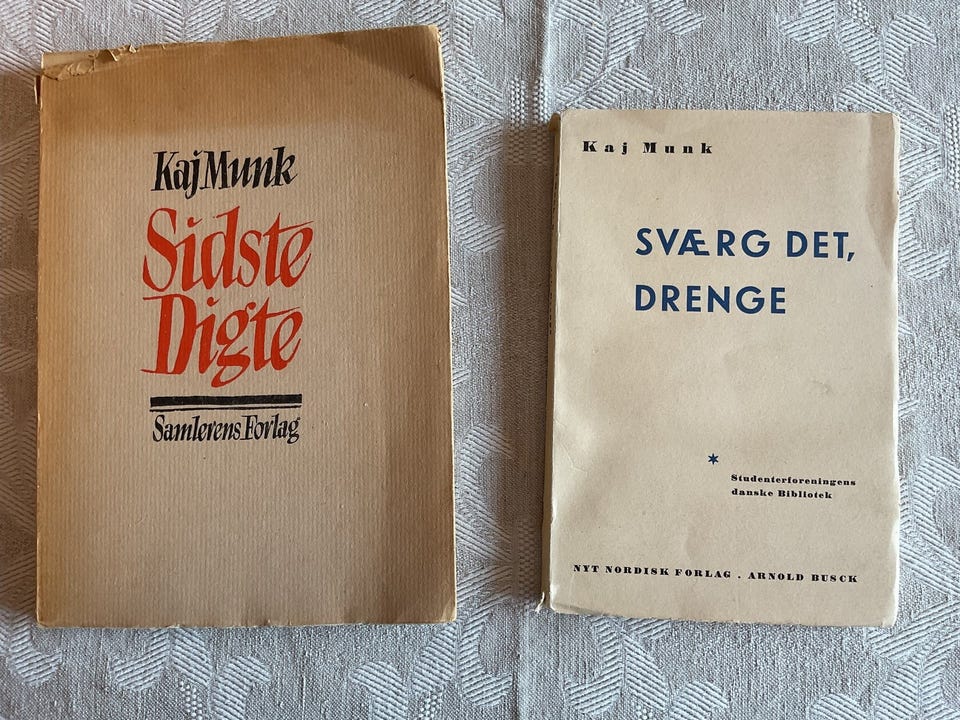 Kaj Munk
Sidste
Digte
Samlerens Forlag
Kaj Munk
SVÆRG DET,
DRENGE
Studenterforeningens
danske Bibliotek
NYT NORDISK FORLAG . ARNOLD BUSCK